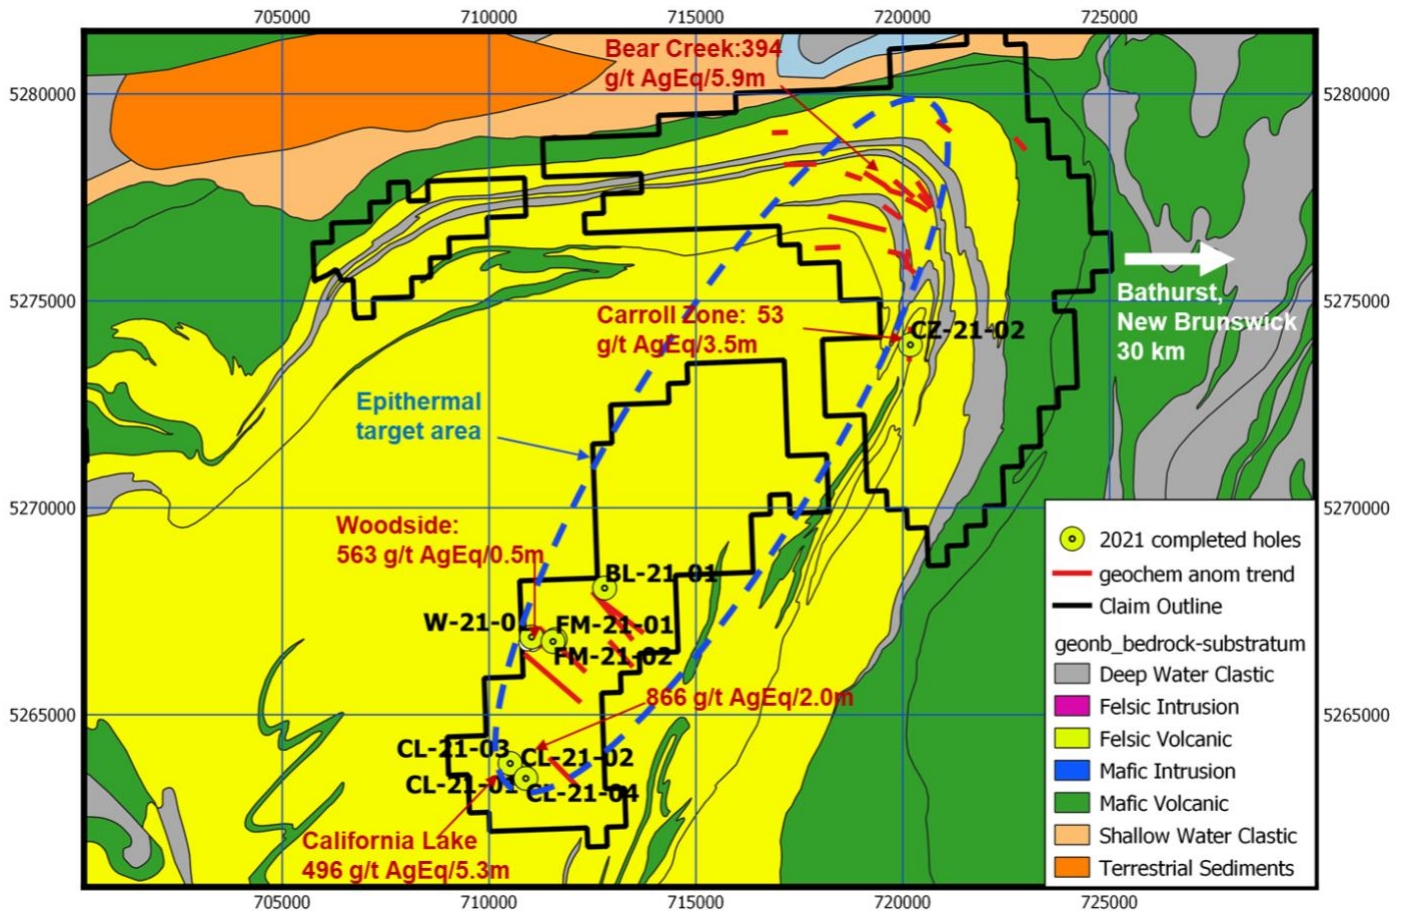 705000
710000
715000
720000
725000
Bear Creek:394
g/t AgEq/5.9m
5280000
5280000
5275000
5275000
Bathurst,
New Brunswick
30 km
Carroll Zone: 53
g/t AgEq/3.5m
CZ-21-02
Epithermal
target area
5270000
5270000
Woodside:
563 g/t AgEq/0.5m
BL-21-01
W-21-0
FM-21-01
FM-21-02
866 g/t AgEq/2.0m
5265000
5265000
CL-21-03
CL-21-02
CL-21-01
CL-21-04
California Lake
496 g/t AgEq/5.3m
2021 completed holes
geochem anom trend
Claim Outline
geonb_bedrock-substratum
Deep Water Clastic
Felsic Intrusion
Felsic Volcanic
Mafic Intrusion
Mafic Volcanic
Shallow Water Clastic
Terrestrial Sediments
705000
710000
715000
720000
725000